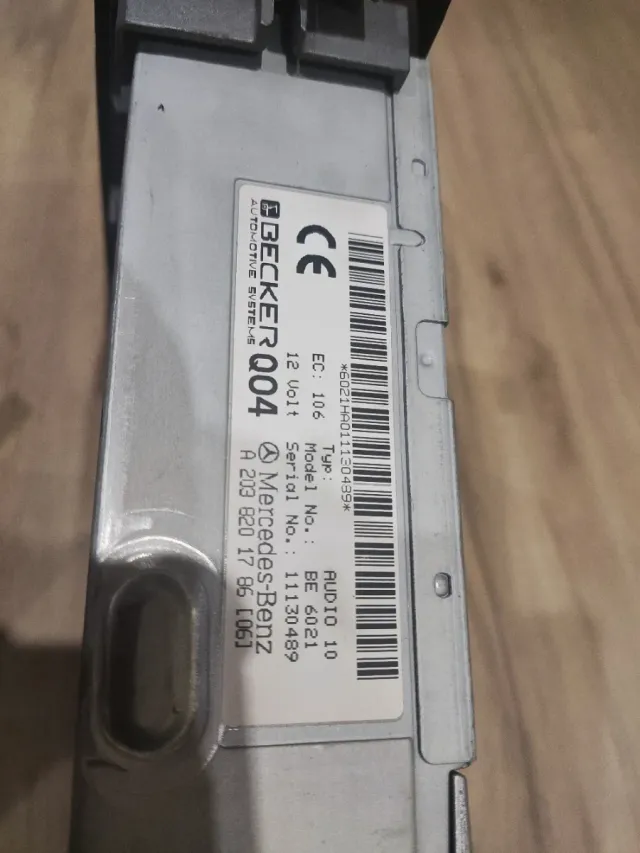 *6021HA011130489*
CE
Typ: AUDIO 10
EC: 106 Model No.: BE 6021
12 Volt Serial No.: 11130489
BECKER Q04 Mercedes-Benz
AUTOMOTIVE SYSTEMS A 203 820 17 86 [06]